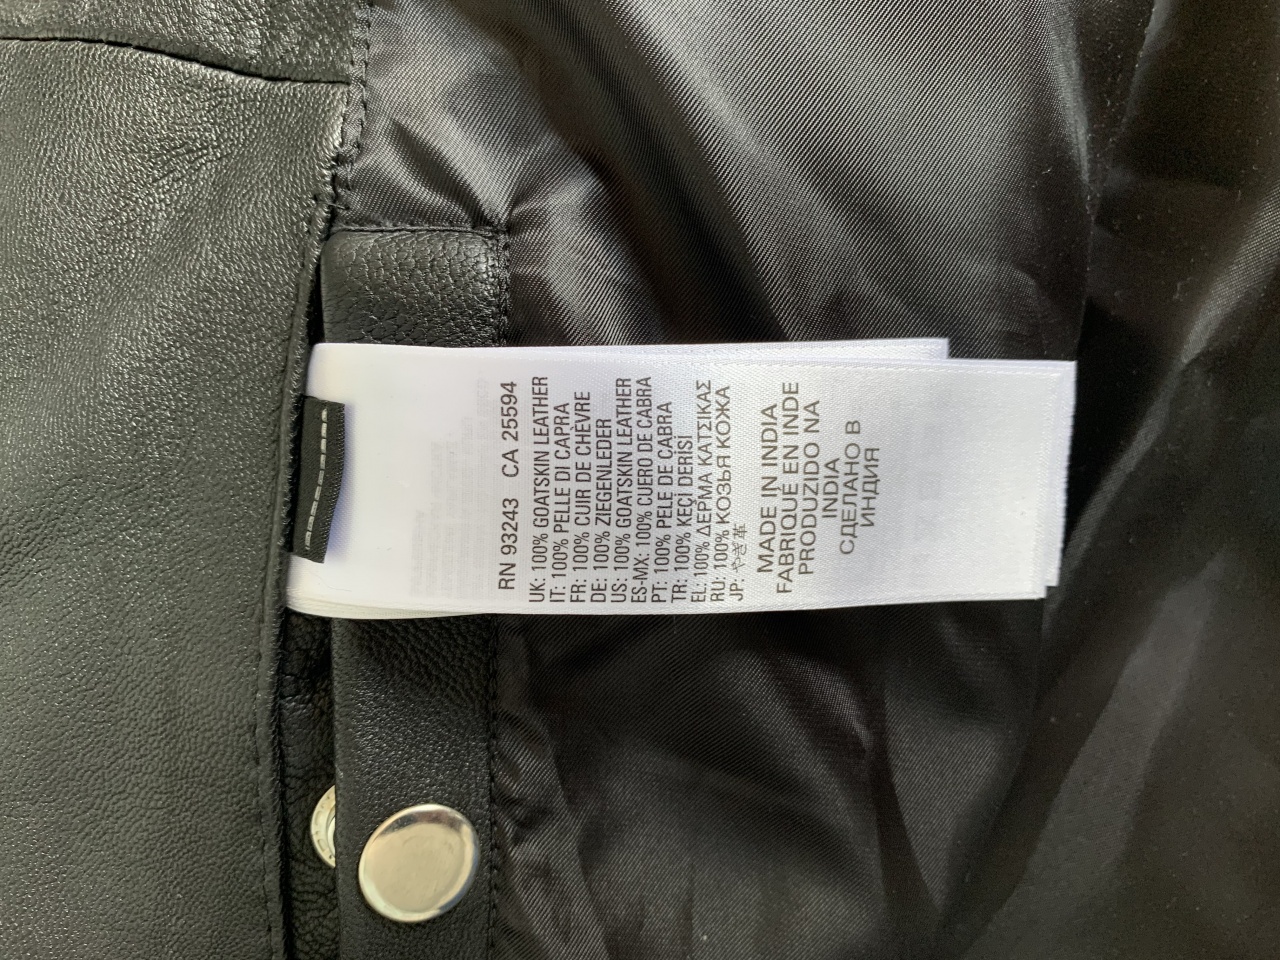 RN 93243 CA 25594
UK: 100% GOATSKIN LEATHER
IT: 100% PELLE DI CAPRA
FR: 100% CUIR DE CHÈVRE
DE: 100% ZIEGENLEDER
US: 100% GOATSKIN LEATHER
ES-MX: 100% CUERO DE CABRA
PT: 100% PELE DE CABRA
TR: 100% KEÇİ DERİSİ
EL: 100% ΔΕΡΜΑ ΚΑΤΣΙΚΑΣ
RU: 100% КОЗЬЯ КОЖА
JP: やぎ革
MADE IN INDIA
FABRIQUE EN INDE
PRODUZIDO NA
INDIA
СДЕЛАНО В
ИНДИЯ